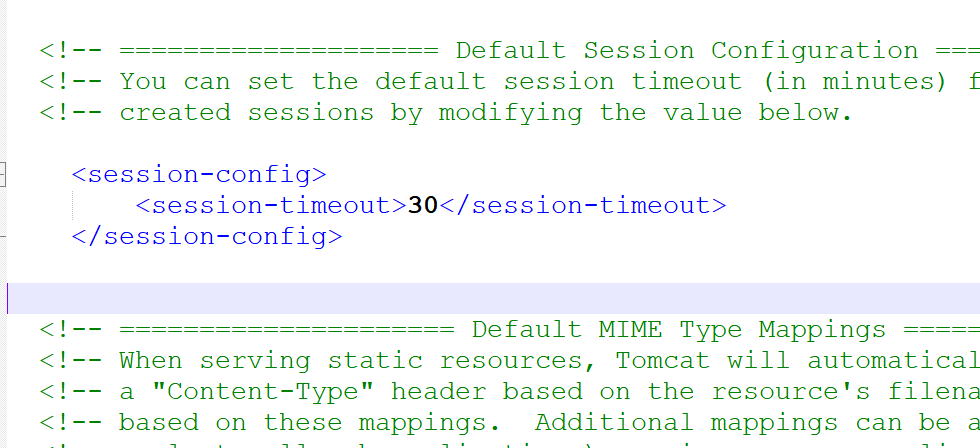 <!-- ==================== Default Session Configuration ===
<!-- You can set the default session timeout (in minutes) f
<!-- created sessions by modifying the value below.
<session-config>
<session-timeout>30</session-timeout>
</session-config>
<!-- ===================== Default MIME Type Mappings =====
<!-- When serving static resources, Tomcat will automatical
<!-- a "Content-Type" header based on the resource's filena
<!-- based on these mappings.  Additional mappings can be a